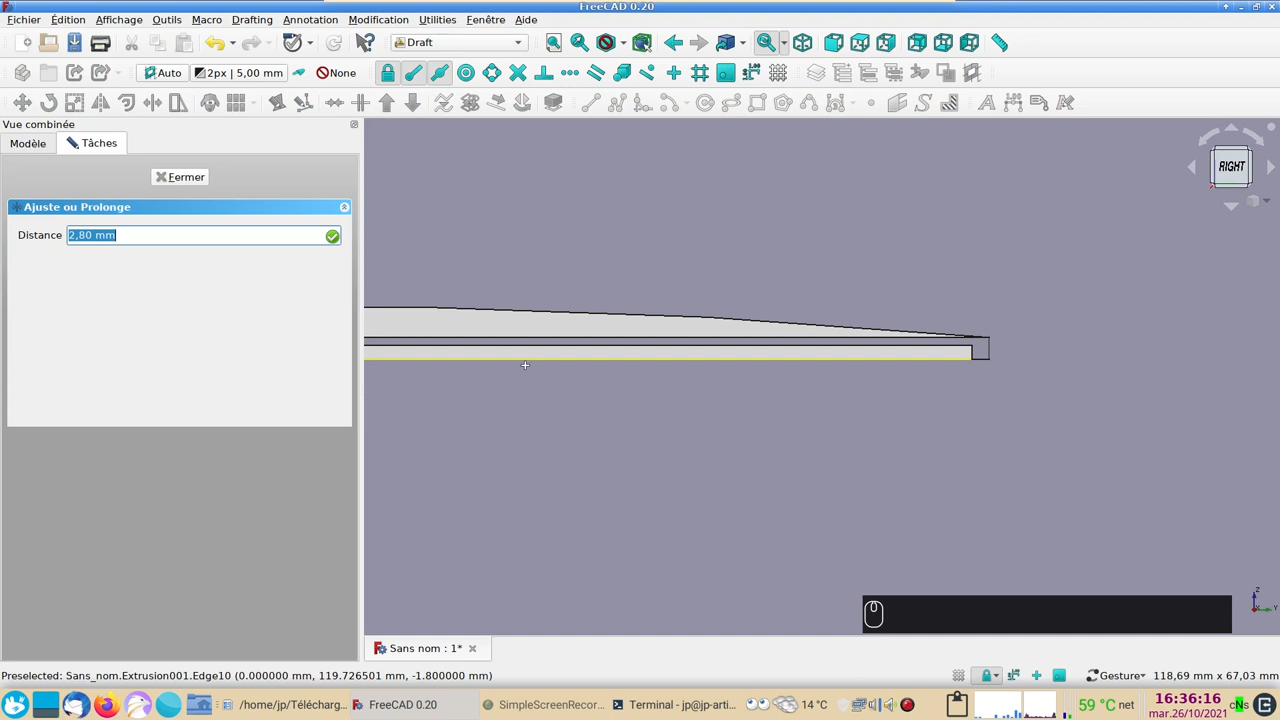 FreeCAD 0.20
Fichier Édition Affichage Outils Macro Drafting Annotation Modification Utilities Fenêtre Aide
Draft
Auto 2px | 5,00 mm None
Vue combinée
Modèle Tâches
Fermer
Ajuste ou Prolonge
Distance 2,80 mm
RIGHT
Z
Y
Sans nom : 1*
Preselected: Sans_nom.Extrusion001.Edge10 (0.000000 mm, 119.726501 mm, -1.800000 mm)
Gesture 118,69 mm x 67,03 mm
/home/jp/Télécharg... FreeCAD 0.20 SimpleScreenRecor... Terminal - jp@jp-arti... 14 °C 59 °C net 16:36:16
mar.26/10/2021